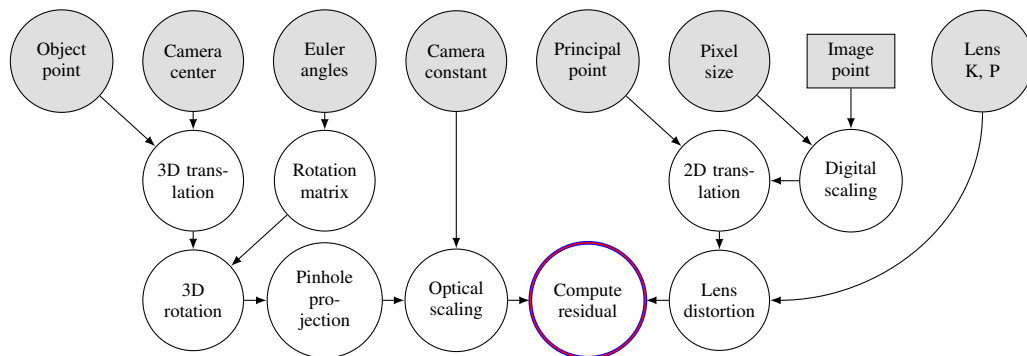 Object
point
Camera
center
Euler
angles
Camera
constant
Principal
point
Pixel
size
Image
point
Lens
K, P
3D trans-
lation
Rotation
matrix
2D trans-
lation
Digital
scaling
3D
rotation
Pinhole
pro-
jection
Optical
scaling
Compute
residual
Lens
distortion